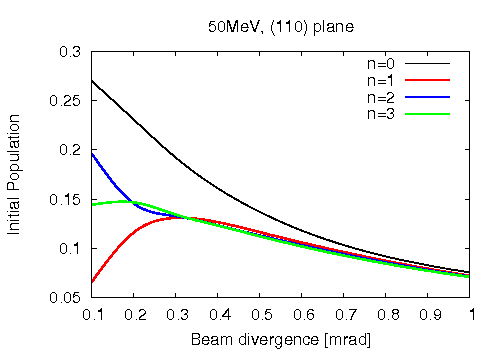 50MeV, (110) plane
n=0
n=1
n=2
n=3
Initial Population
0.3
0.25
0.2
0.15
0.1
0.05
0.1 0.2 0.3 0.4 0.5 0.6 0.7 0.8 0.9 1
Beam divergence [mrad]